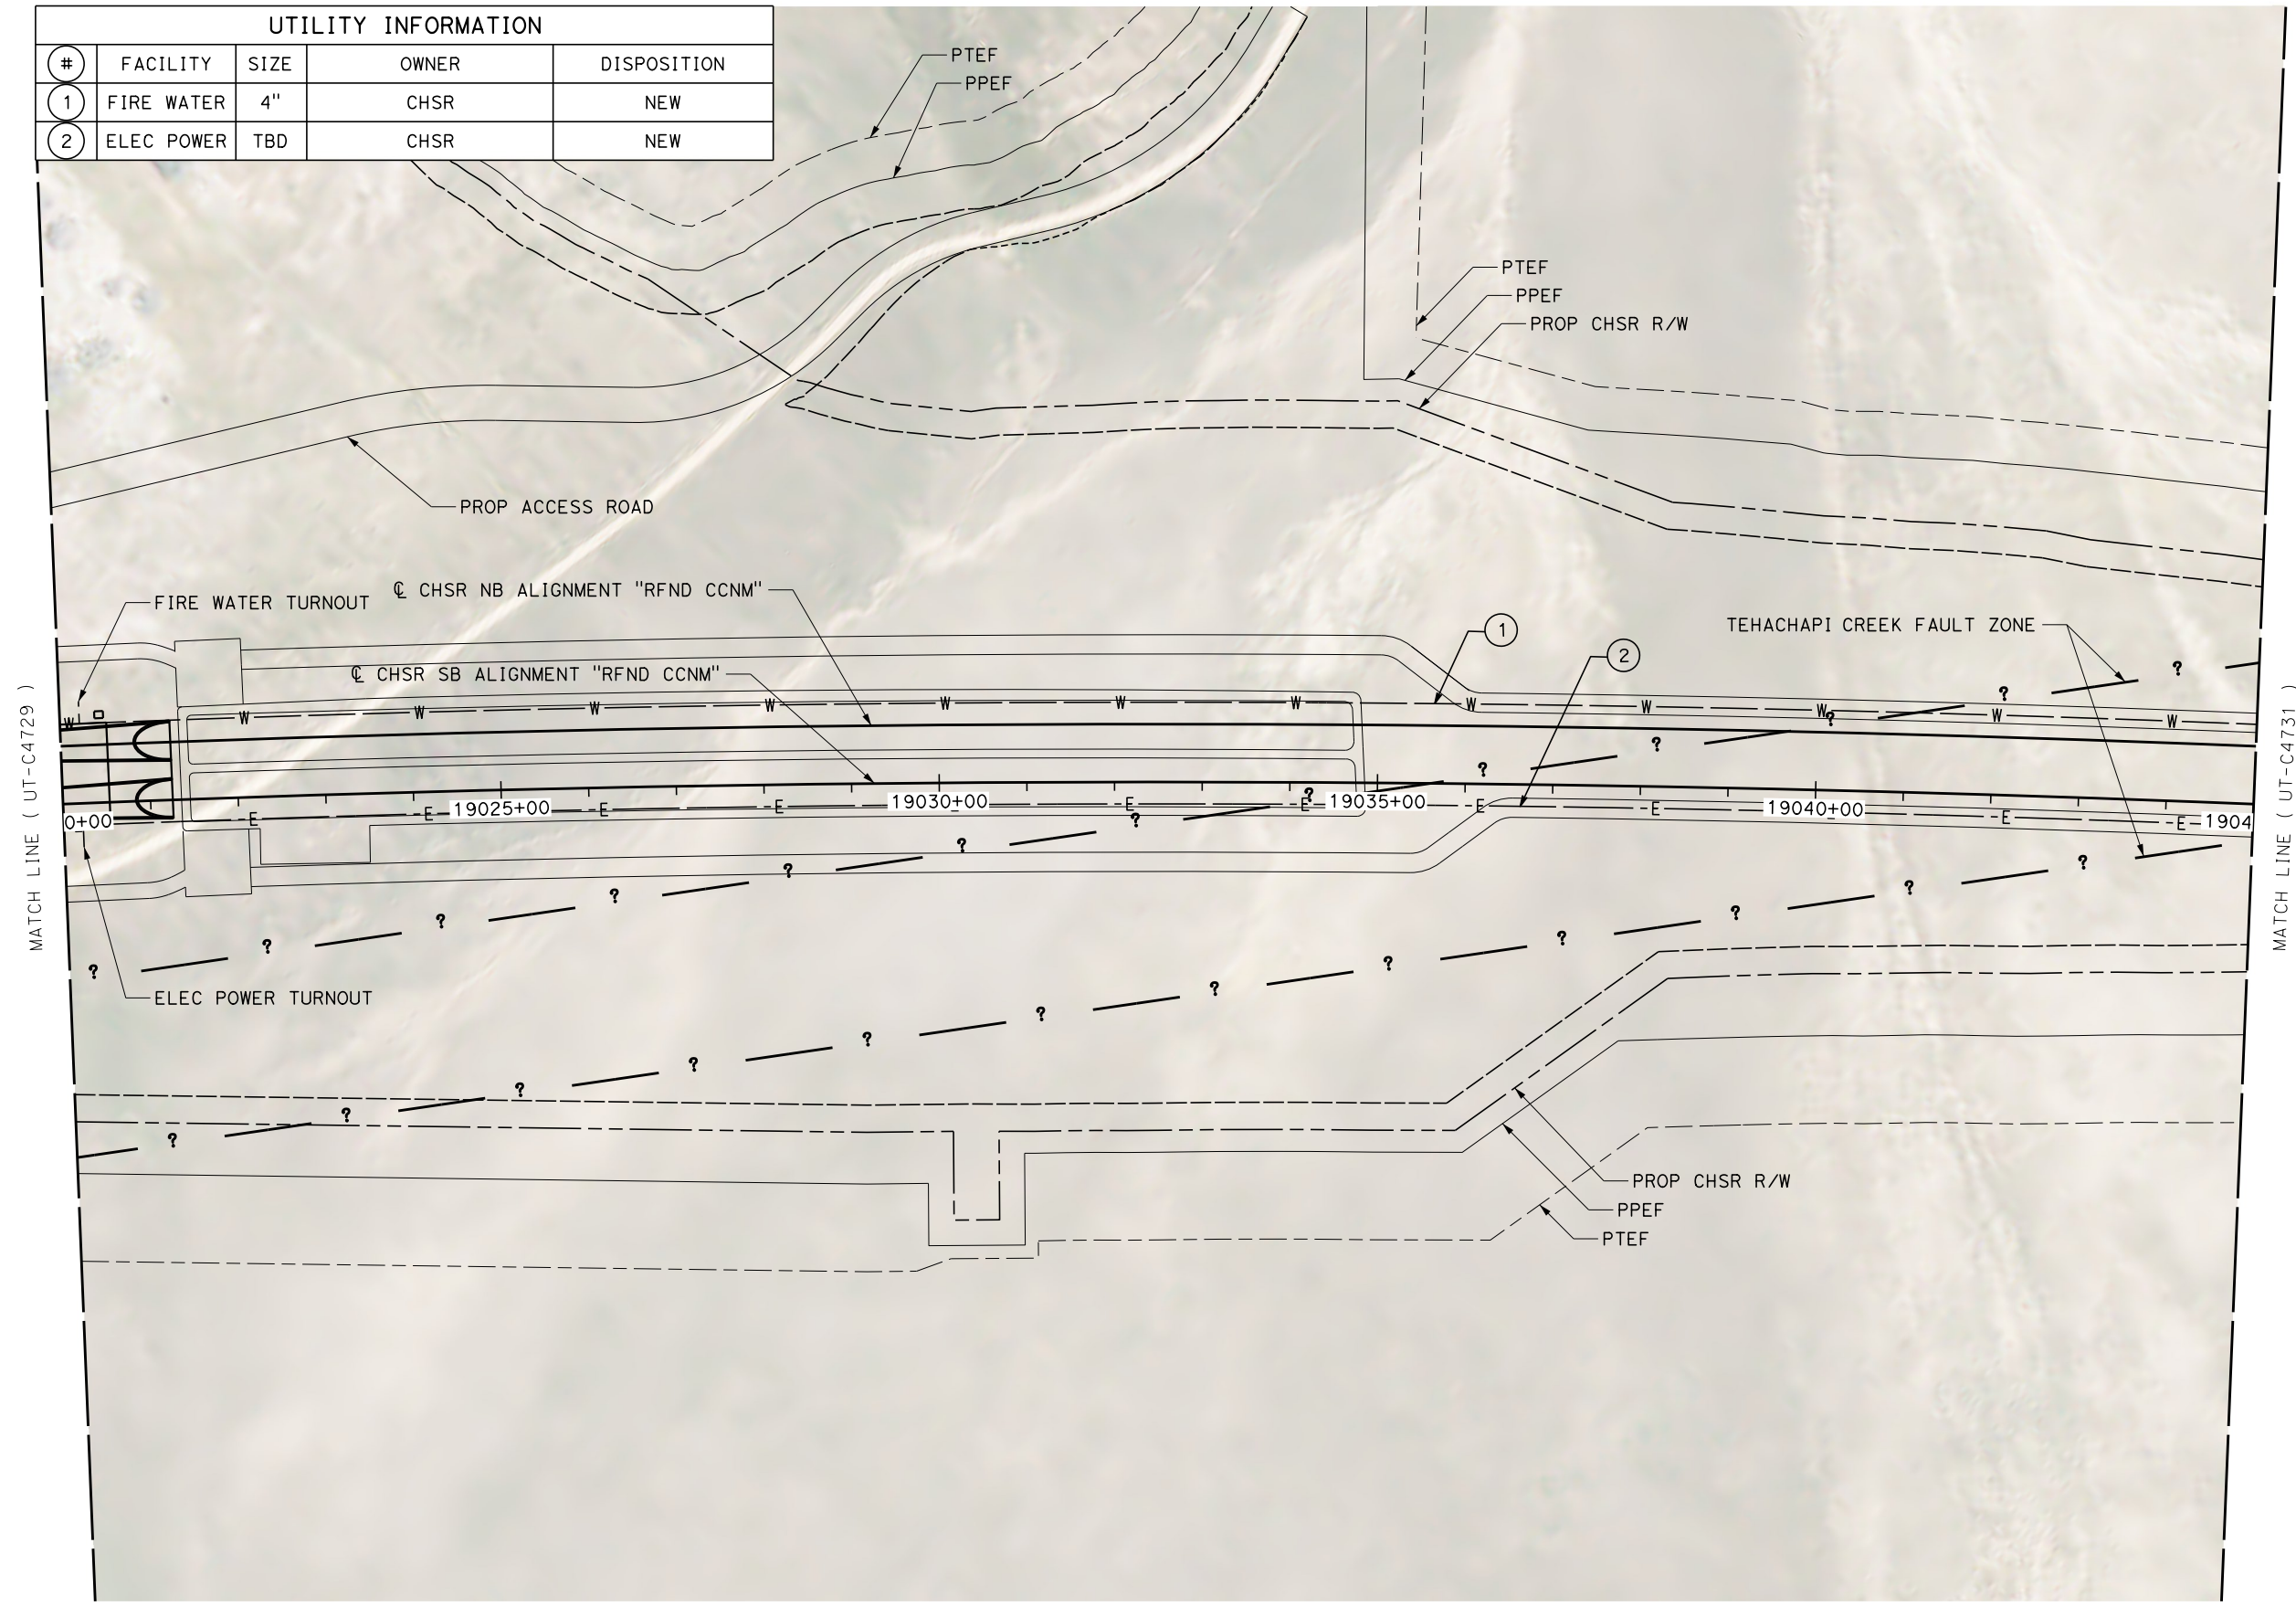 UTILITY INFORMATION
# FACILITY SIZE OWNER DISPOSITION
1 FIRE WATER 4" CHSR NEW
2 ELEC POWER TBD CHSR NEW
PTEF
PPEF
PTEF
PPEF
PROP CHSR R/W
PROP ACCESS ROAD
℄ CHSR NB ALIGNMENT "RFND CCNM"
FIRE WATER TURNOUT
1
TEHACHAPI CREEK FAULT ZONE
2
℄ CHSR SB ALIGNMENT "RFND CCNM"
? ?
W W W W W W W W W W W W W
? ? ? ?
0+00 19025+00 19030+00 19035+00 19040+00 1904
E E E E E E E E E E E E
? ? ? ? ? ? ?
MATCH LINE ( UT-C4729 )
MATCH LINE ( UT-C4731 )
ELEC POWER TURNOUT
? ? ? ? ? ? ? ? ? ? ? ?
PROP CHSR R/W
PPEF
PTEF